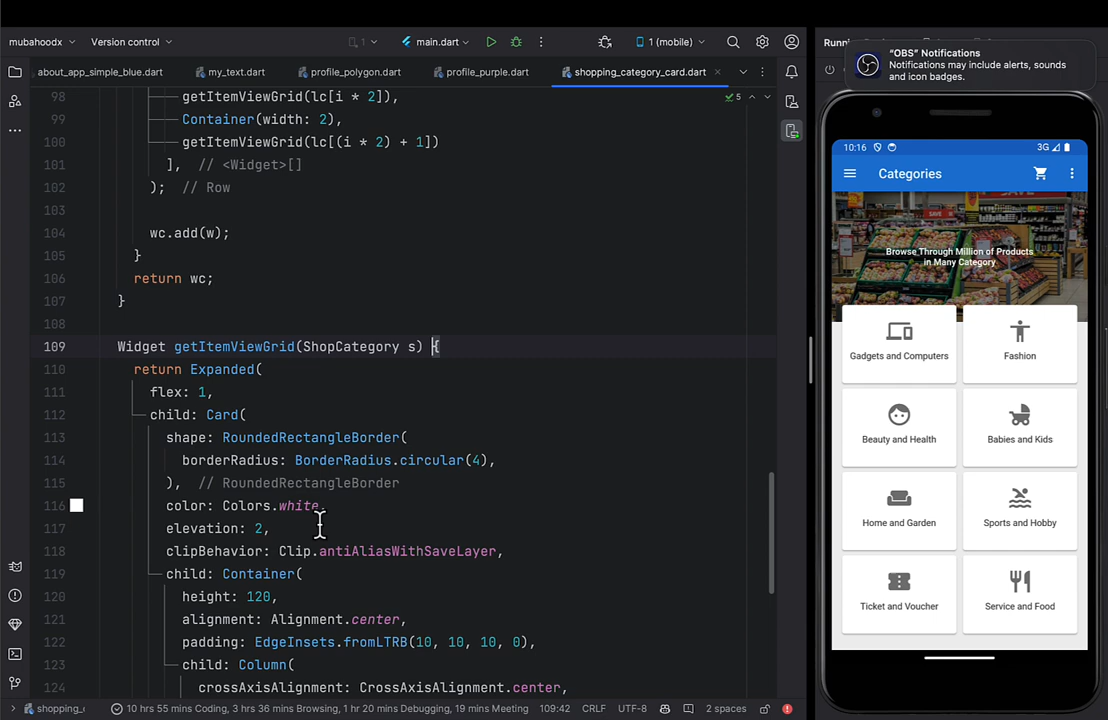 mubahoodx
Version control
1
main.dart
1 (mobile)
Running
"OBS" Notifications
Notifications may include alerts, sounds
and icon badges.
about_app_simple_blue.dart
my_text.dart
profile_polygon.dart
profile_purple.dart
shopping_category_card.dart
5
98 getItemViewGrid(lc[i * 2]),
99 Container(width: 2),
100 getItemViewGrid(lc[(i * 2) + 1])
101 ], // <Widget>[]
102 ); // Row
103
104 wc.add(w);
105 }
106 return wc;
107 }
108
109 Widget getItemViewGrid(ShopCategory s) {
110 return Expanded(
111 flex: 1,
112 child: Card(
113 shape: RoundedRectangleBorder(
114 borderRadius: BorderRadius.circular(4),
115 ), // RoundedRectangleBorder
116 color: Colors.white,
117 elevation: 2,
118 clipBehavior: Clip.antiAliasWithSaveLayer,
119 child: Container(
120 height: 120,
121 alignment: Alignment.center,
122 padding: EdgeInsets.fromLTRB(10, 10, 10, 0),
123 child: Column(
124 crossAxisAlignment: CrossAxisAlignment.center,
shopping_
10 hrs 55 mins Coding, 3 hrs 36 mins Browsing, 1 hr 20 mins Debugging, 19 mins Meeting
109:42
CRLF
UTF-8
2 spaces
10:16
3G
Categories
SAVE
Browse Through Million of Products
in Many Category
Gadgets and Computers
Fashion
Beauty and Health
Babies and Kids
Home and Garden
Sports and Hobby
Ticket and Voucher
Service and Food